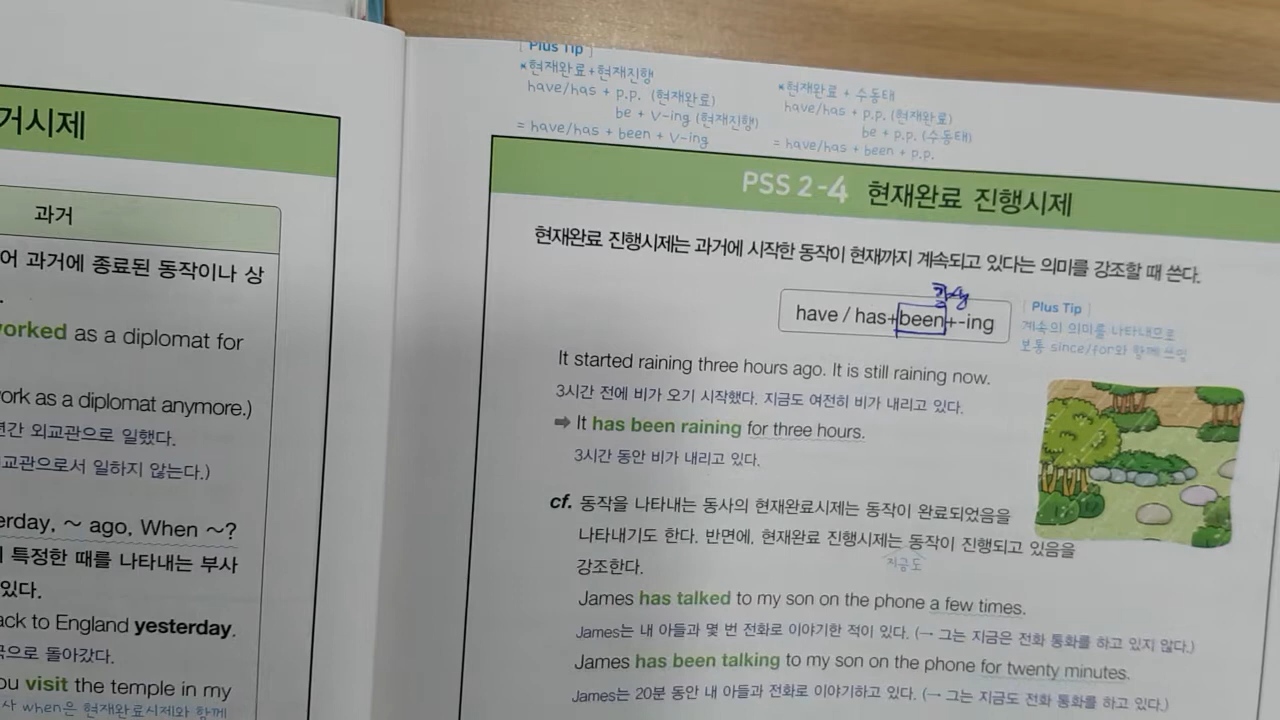 거시제
과거
어 과거에 종료된 동작이나 상
.
worked as a diplomat for
work as a diplomat anymore.)
년간 외교관으로 일했다.
교관으로서 일하지 않는다.)
erday, ~ ago, When ~?
특정한 때를 나타내는 부사
있다.
ack to England yesterday.
국으로 돌아갔다.
ou visit the temple in my
사 when은 현재완료시제와 함께
[ Plus Tip ]
*현재완료+현재진행
have/has + p.p. (현재완료)
be + v-ing (현재진행)
= have/has + been + v-ing
*현재완료 + 수동태
have/has + p.p. (현재완료)
be + p.p. (수동태)
= have/has + been + p.p.
PSS 2-4 현재완료 진행시제
현재완료 진행시제는 과거에 시작한 동작이 현재까지 계속되고 있다는 의미를 강조할 때 쓴다.
have / has+been+-ing
[ Plus Tip ]
계속의 의미를 나타내므로
보통 since/for와 함께 쓰임
It started raining three hours ago. It is still raining now.
3시간 전에 비가 오기 시작했다. 지금도 여전히 비가 내리고 있다.
➡ It has been raining for three hours.
3시간 동안 비가 내리고 있다.
cf. 동작을 나타내는 동사의 현재완료시제는 동작이 완료되었음을
나타내기도 한다. 반면에, 현재완료 진행시제는 동작이 진행되고 있음을
지금도
강조한다.
James has talked to my son on the phone a few times.
James는 내 아들과 몇 번 전화로 이야기한 적이 있다. (→ 그는 지금은 전화 통화를 하고 있지 않다.)
James has been talking to my son on the phone for twenty minutes.
James는 20분 동안 내 아들과 전화로 이야기하고 있다. (→ 그는 지금도 전화 통화를 하고 있다.)